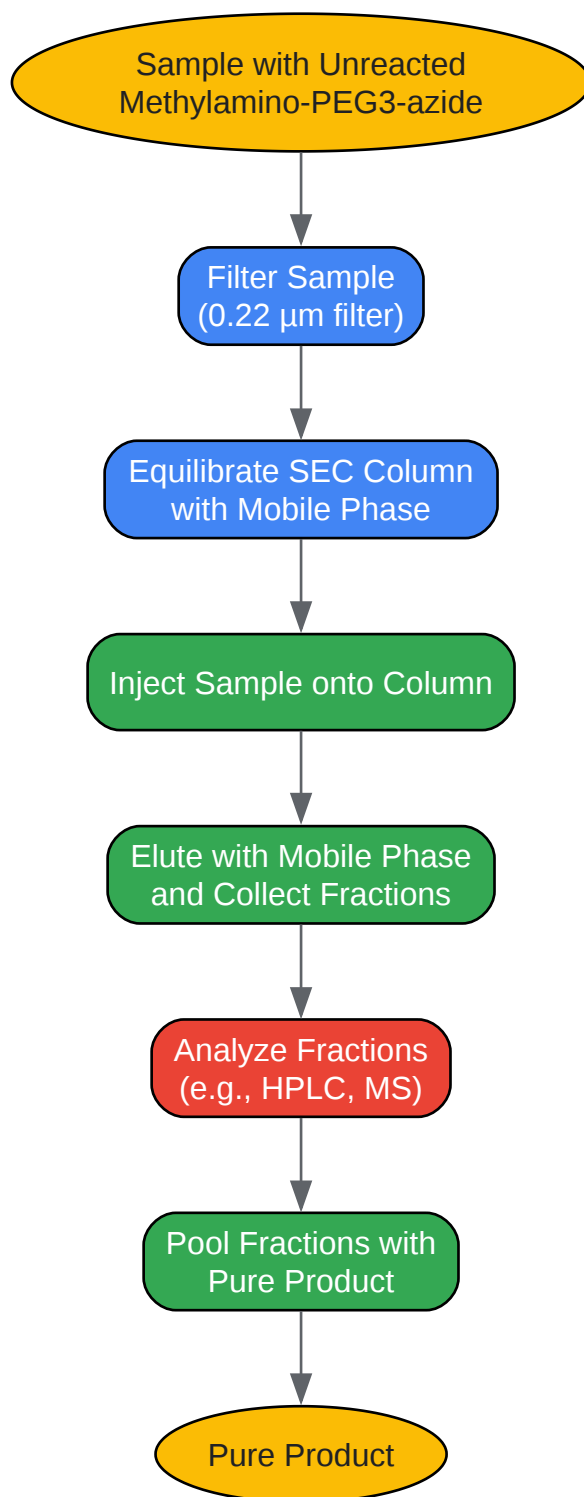 Sample with Unreacted
Methylamino-PEG3-azide
Filter Sample
(0.22 µm filter)
Equilibrate SEC Column
with Mobile Phase
Inject Sample onto Column
Elute with Mobile Phase
and Collect Fractions
Analyze Fractions
(e.g., HPLC, MS)
Pool Fractions with
Pure Product
Pure Product